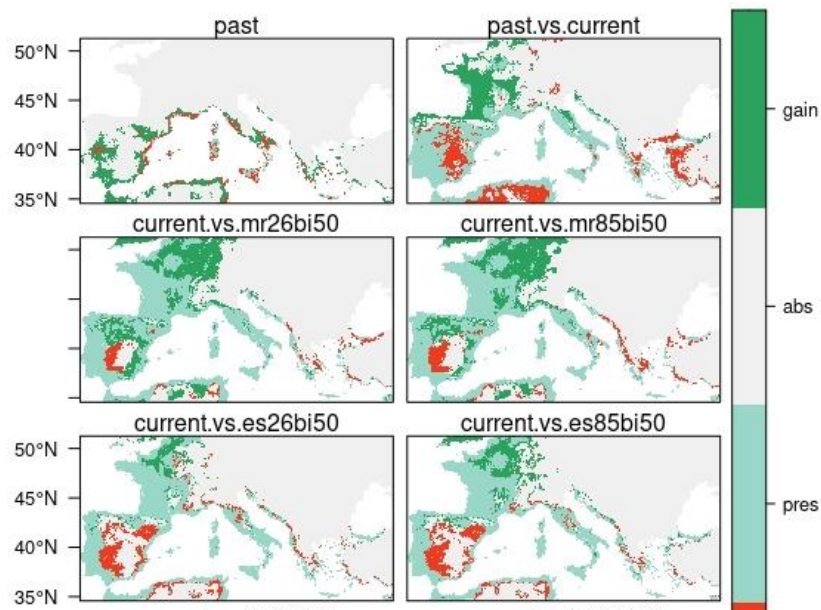 past
past.vs.current
50°N
45°N
40°N
35°N
gain
current.vs.mr26bi50
current.vs.mr85bi50
abs
current.vs.es26bi50
current.vs.es85bi50
50°N
45°N
40°N
35°N
pres